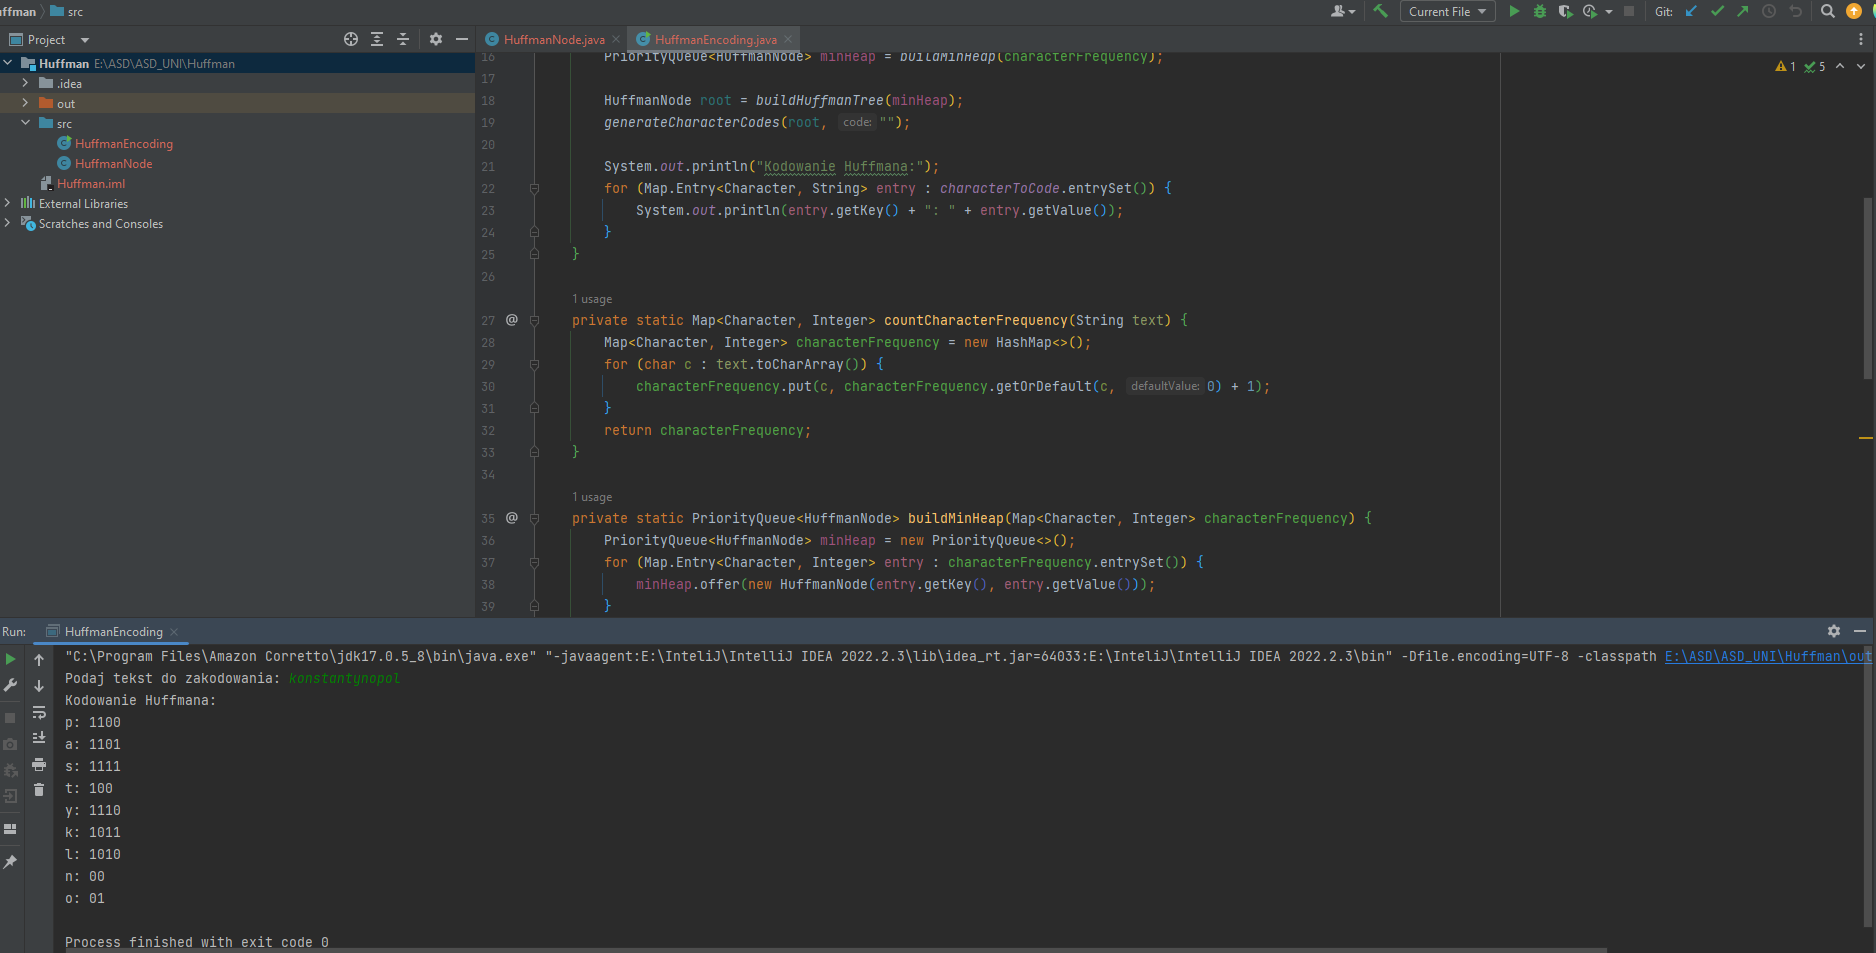 uffman src
Current File
Git:
Project
HuffmanNode.java
HuffmanEncoding.java
Huffman E:\ASD\ASD_UNI\Huffman
.idea
out
src
HuffmanEncoding
HuffmanNode
Huffman.iml
External Libraries
Scratches and Consoles
1 5
16 PriorityQueue<HuffmanNode> minHeap = buildMinHeap(characterFrequency);
17
18 HuffmanNode root = buildHuffmanTree(minHeap);
19 generateCharacterCodes(root, code: "");
20
21 System.out.println("Kodowanie Huffmana:");
22 for (Map.Entry<Character, String> entry : characterToCode.entrySet()) {
23 System.out.println(entry.getKey() + ": " + entry.getValue());
24 }
25 }
26
1 usage
27 @ private static Map<Character, Integer> countCharacterFrequency(String text) {
28 Map<Character, Integer> characterFrequency = new HashMap<>();
29 for (char c : text.toCharArray()) {
30 characterFrequency.put(c, characterFrequency.getOrDefault(c, defaultValue: 0) + 1);
31 }
32 return characterFrequency;
33 }
34
1 usage
35 @ private static PriorityQueue<HuffmanNode> buildMinHeap(Map<Character, Integer> characterFrequency) {
36 PriorityQueue<HuffmanNode> minHeap = new PriorityQueue<>();
37 for (Map.Entry<Character, Integer> entry : characterFrequency.entrySet()) {
38 minHeap.offer(new HuffmanNode(entry.getKey(), entry.getValue()));
39 }
Run: HuffmanEncoding
"C:\Program Files\Amazon Corretto\jdk17.0.5_8\bin\java.exe" "-javaagent:E:\InteliJ\IntelliJ IDEA 2022.2.3\lib\idea_rt.jar=64033:E:\InteliJ\IntelliJ IDEA 2022.2.3\bin" -Dfile.encoding=UTF-8 -classpath E:\ASD\ASD_UNI\Huffman\out
Podaj tekst do zakodowania: konstantynopol
Kodowanie Huffmana:
p: 1100
a: 1101
s: 1111
t: 100
y: 1110
k: 1011
l: 1010
n: 00
o: 01
Process finished with exit code 0